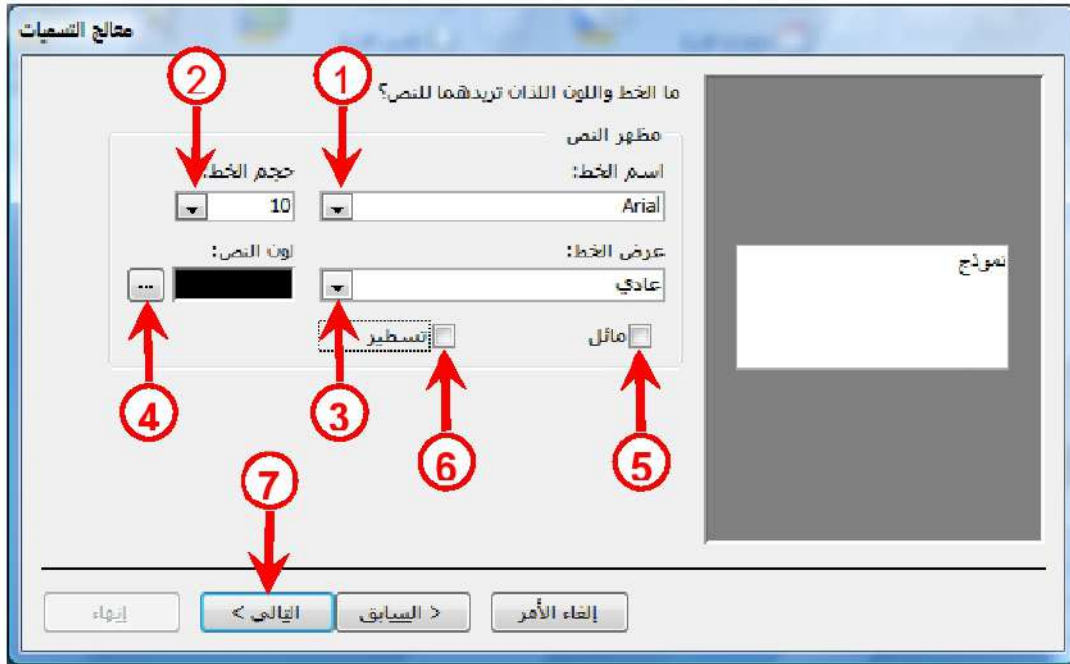 معالج التسميات
ما الخط واللون اللذان تريدهما للنص؟
مظهر النص
اسم الخط: حجم الخط:
Arial 10
عرض الخط: لون النص:
عادي ...
مائل تسطير
نموذج
1
2
3
4
5
6
7
إلغاء الأمر < السابق التالي > إنهاء